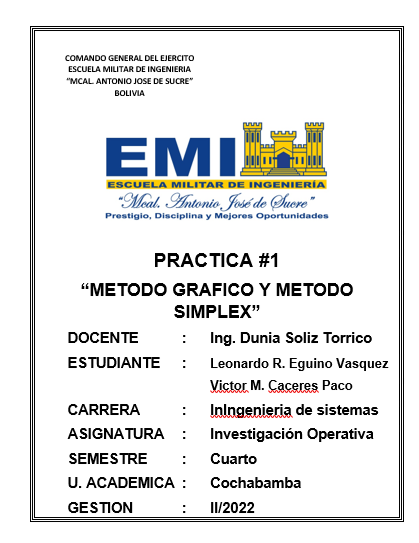 COMANDO GENERAL DEL EJERCITO
ESCUELA MILITAR DE INGENIERIA
“MCAL. ANTONIO JOSE DE SUCRE”
BOLIVIA
EMI
ESCUELA MILITAR DE INGENIERÍA
“Mcal. Antonio José de Sucre”
Prestigio, Disciplina y Mejores Oportunidades
PRACTICA #1
“METODO GRAFICO Y METODO
SIMPLEX”
DOCENTE : Ing. Dunia Soliz Torrico
ESTUDIANTE : Leonardo R. Eguino Vasquez
Victor M. Caceres Paco
CARRERA : InIngenieria de sistemas
ASIGNATURA : Investigación Operativa
SEMESTRE : Cuarto
U. ACADEMICA : Cochabamba
GESTION : II/2022